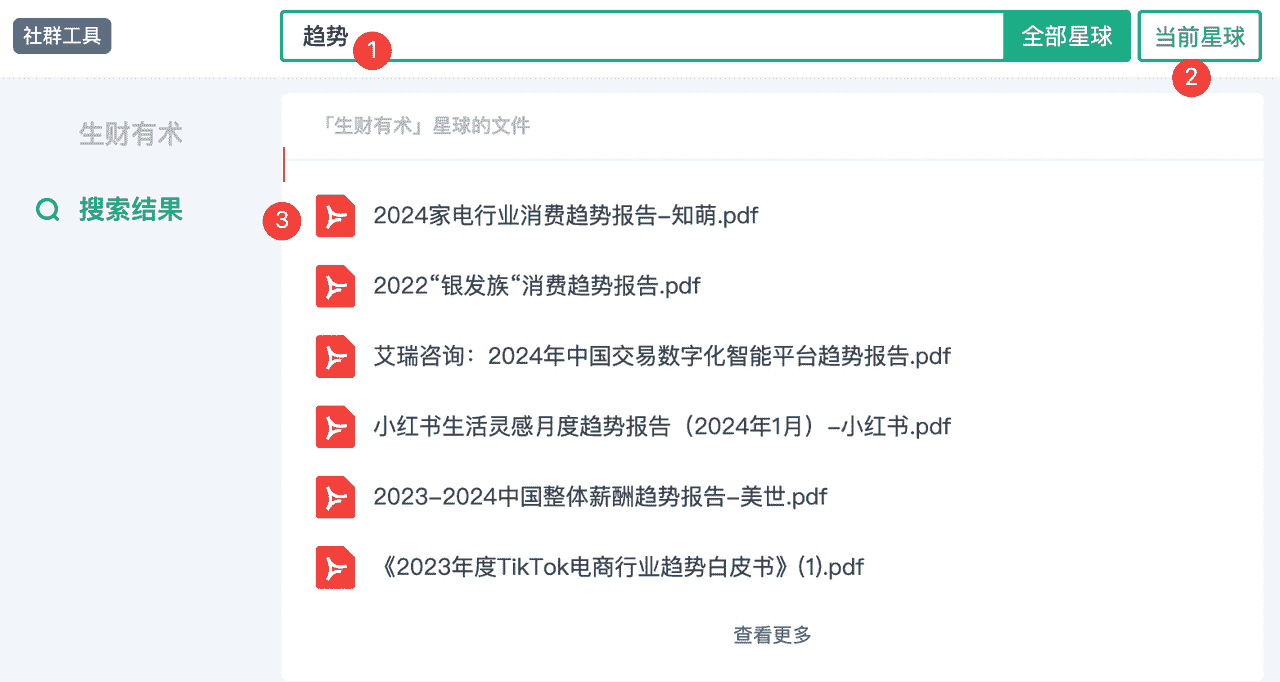 社群工具
趋势
1
全部星球
当前星球
2
生财有术
搜索结果
「生财有术」星球的文件
3
2024家电行业消费趋势报告-知萌.pdf
2022“银发族“消费趋势报告.pdf
艾瑞咨询：2024年中国交易数字化智能平台趋势报告.pdf
小红书生活灵感月度趋势报告（2024年1月）-小红书.pdf
2023-2024中国整体薪酬趋势报告-美世.pdf
《2023年度TikTok电商行业趋势白皮书》(1).pdf
查看更多